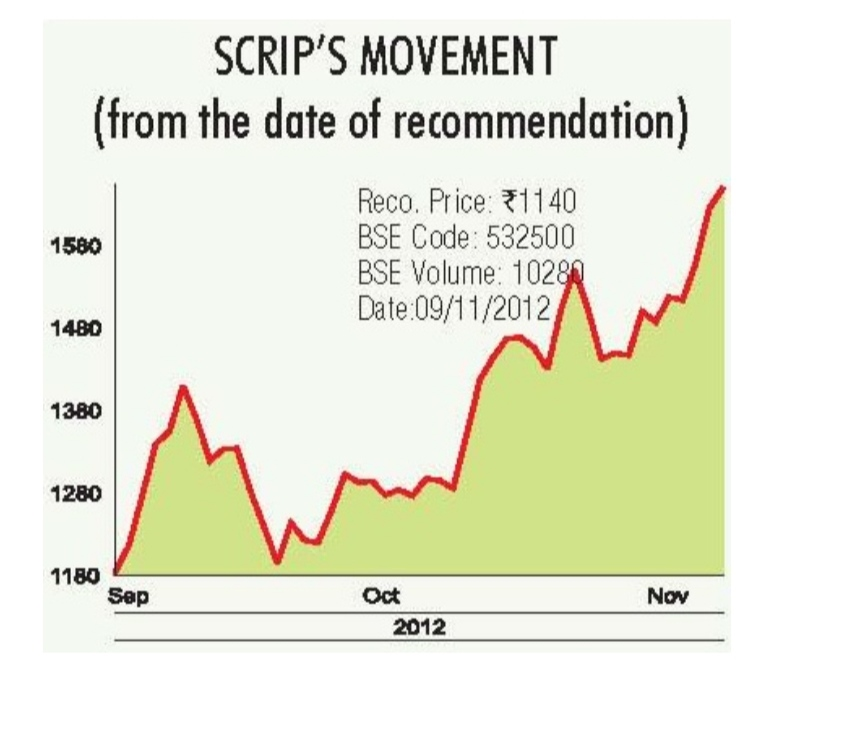 SCRIP'S MOVEMENT
(from the date of recommendation)
Reco. Price: ₹1140
BSE Code: 532500
BSE Volume: 10280
Date:09/11/2012
1580
1480
1380
1280
1180
Sep Oct Nov
2012